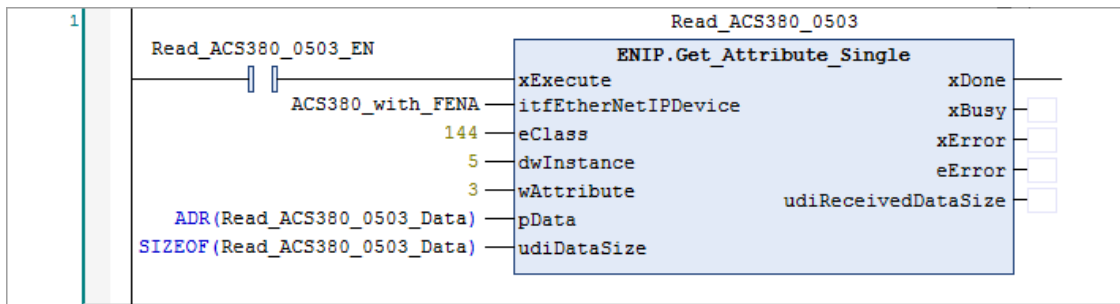 1
Read_ACS380_0503
Read_ACS380_0503_EN
ENIP.Get_Attribute_Single
xExecute
xDone
ACS380_with_FENA
itfEtherNetIPDevice
xBusy
144
eClass
xError
5
dwInstance
eError
3
wAttribute
udiReceivedDataSize
ADR(Read_ACS380_0503_Data)
pData
SIZEOF(Read_ACS380_0503_Data)
udiDataSize